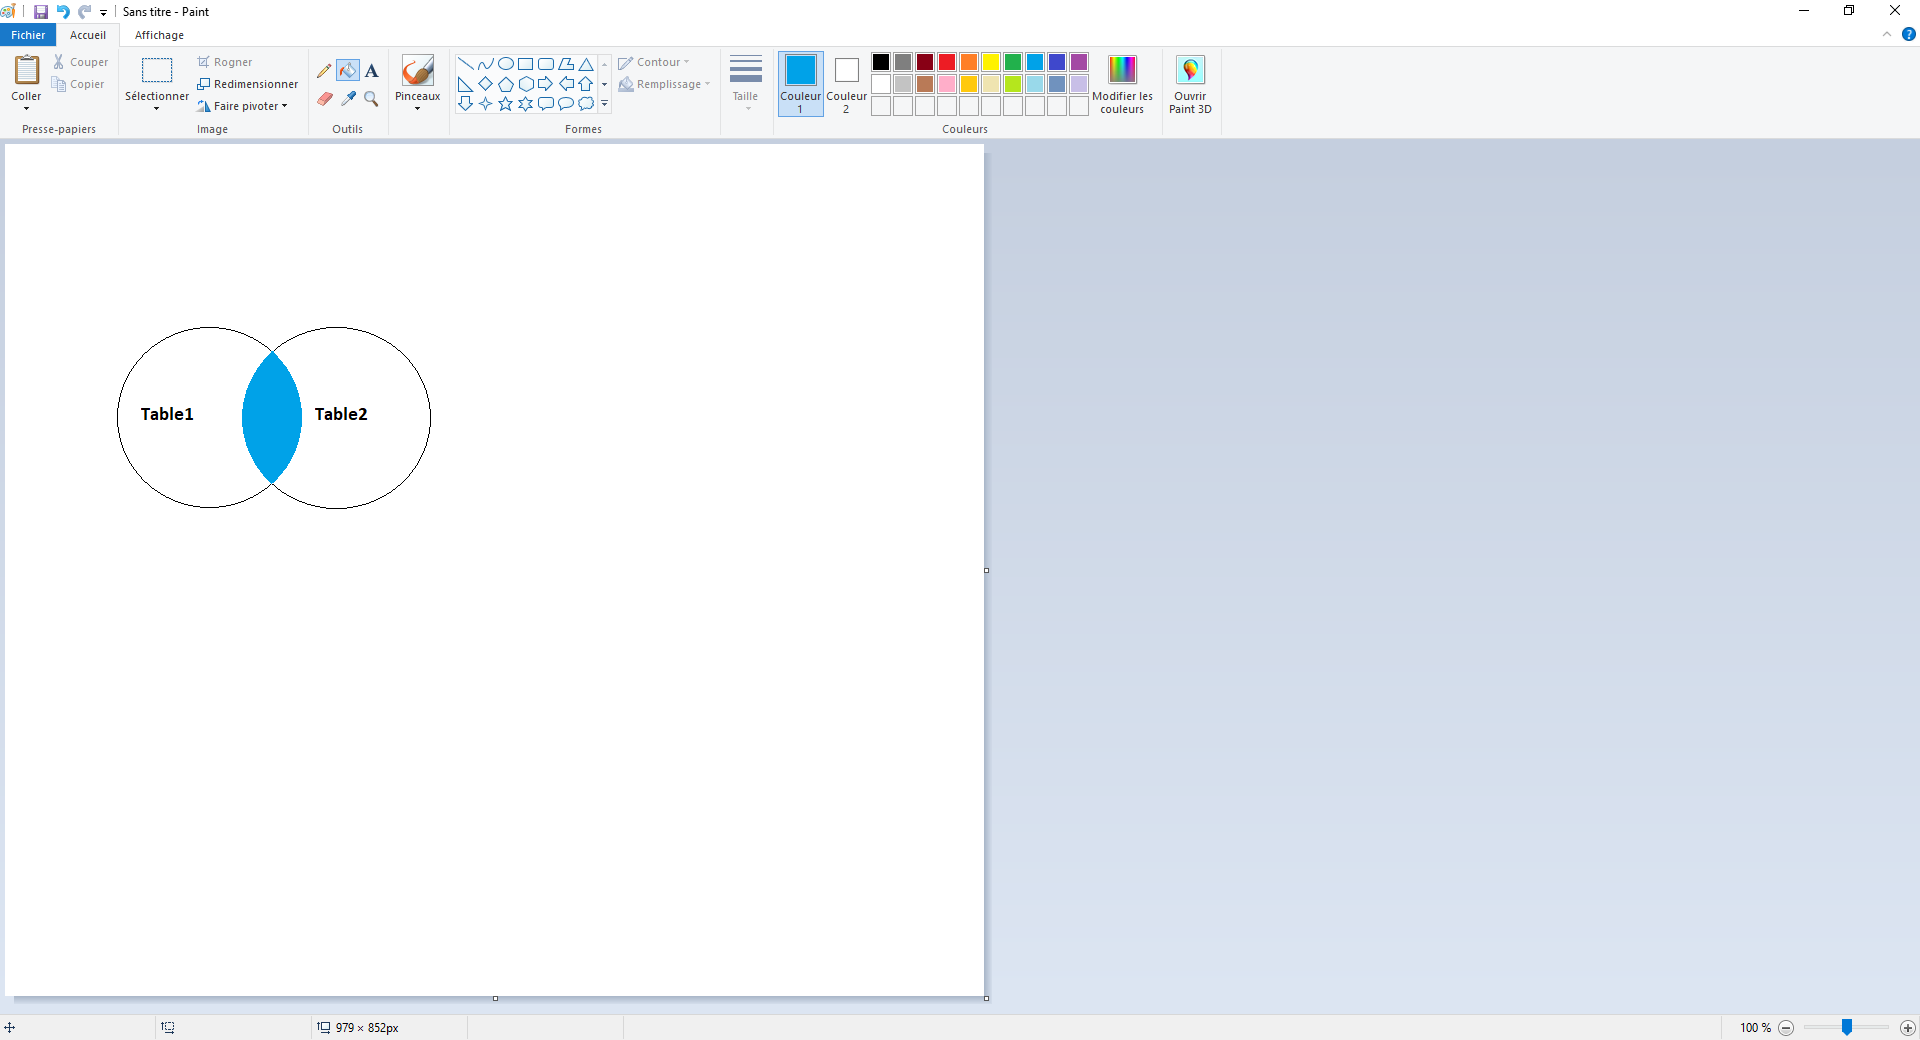 Sans titre - Paint
Fichier Accueil Affichage
Coller
Couper
Copier
Presse-papiers
Sélectionner
Rogner
Redimensionner
Faire pivoter
Image
A
Outils
Pinceaux
Formes
Contour
Remplissage
Taille
Couleur 1
Couleur 2
Couleurs
Modifier les couleurs
Ouvrir Paint 3D
?
Table1 Table2
979 × 852px
100 %